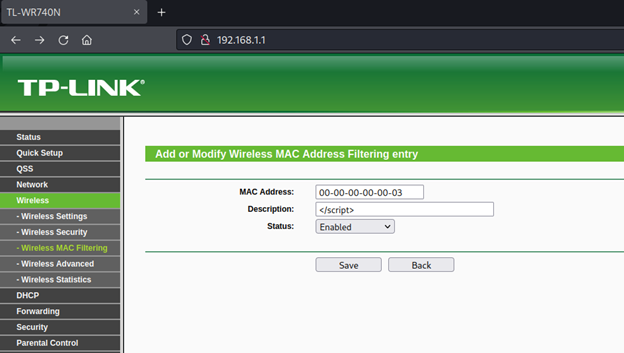 TL-WR740N
192.168.1.1
TP-LINK®
Status
Quick Setup
QSS
Network
Wireless
- Wireless Settings
- Wireless Security
- Wireless MAC Filtering
- Wireless Advanced
- Wireless Statistics
DHCP
Forwarding
Security
Parental Control
Add or Modify Wireless MAC Address Filtering entry
MAC Address: 00-00-00-00-00-03
Description: </script>
Status: Enabled
Save Back